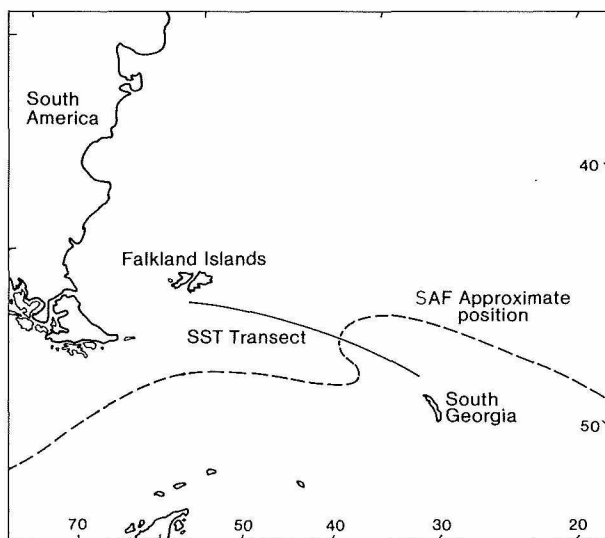 South
America
40
Falkland Islands
SAF Approximate
position
SST Transect
South
Georgia
50
70
50
40
30
20